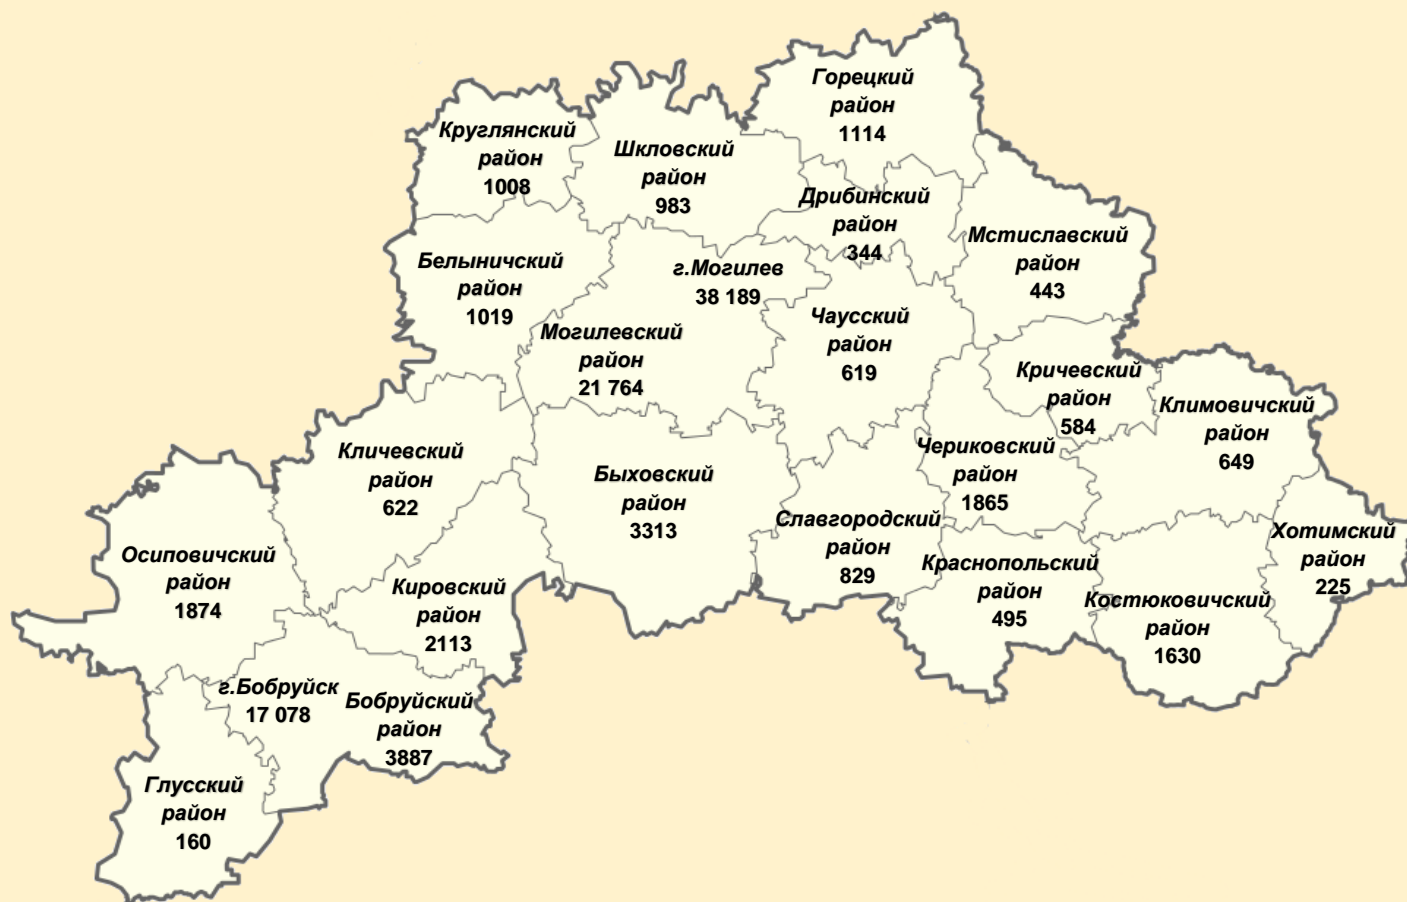 Горецкий
район
1114
Круглянский
район
1008
Шкловский
район
983
Дрибинский
район
344
Мстиславский
район
443
Белыничский
район
1019
г.Могилев
38 189
Могилевский
район
21 764
Чаусский
район
619
Кричевский
район
584
Климовичский
район
649
Кличевский
район
622
Быховский
район
3313
Чериковский
район
1865
Славгородский
район
829
Хотимский
район
225
Осиповичский
район
1874
Кировский
район
2113
Краснопольский
район
495
Костюковичский
район
1630
г.Бобруйск
17 078
Бобруйский
район
3887
Глусский
район
160